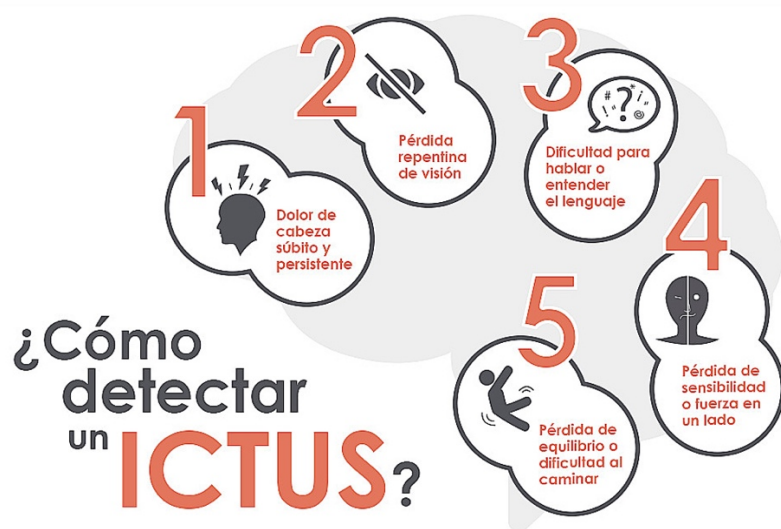 ¿Cómo
detectar
un ICTUS?
1
Dolor de
cabeza
súbito y
persistente
2
Pérdida
repentina
de visión
3
Dificultad para
hablar o
entender
el lenguaje
4
Pérdida de
sensibilidad
o fuerza en
un lado
5
Pérdida de
equilibrio o
dificultad al
caminar